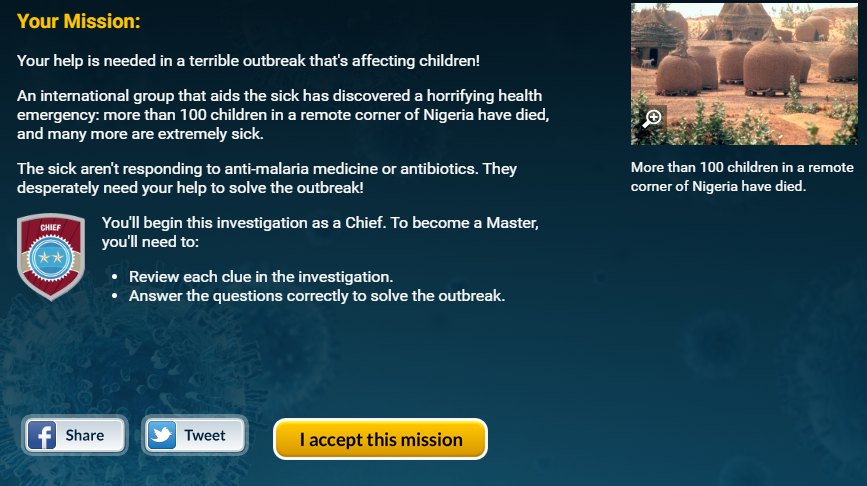 Your Mission:
Your help is needed in a terrible outbreak that's affecting children!
An international group that aids the sick has discovered a horrifying health
emergency: more than 100 children in a remote corner of Nigeria have died,
and many more are extremely sick.
The sick aren't responding to anti-malaria medicine or antibiotics. They
desperately need your help to solve the outbreak!
CHIEF
You'll begin this investigation as a Chief. To become a Master,
you'll need to:
• Review each clue in the investigation.
• Answer the questions correctly to solve the outbreak.
More than 100 children in a remote
corner of Nigeria have died.
Share
Tweet
I accept this mission